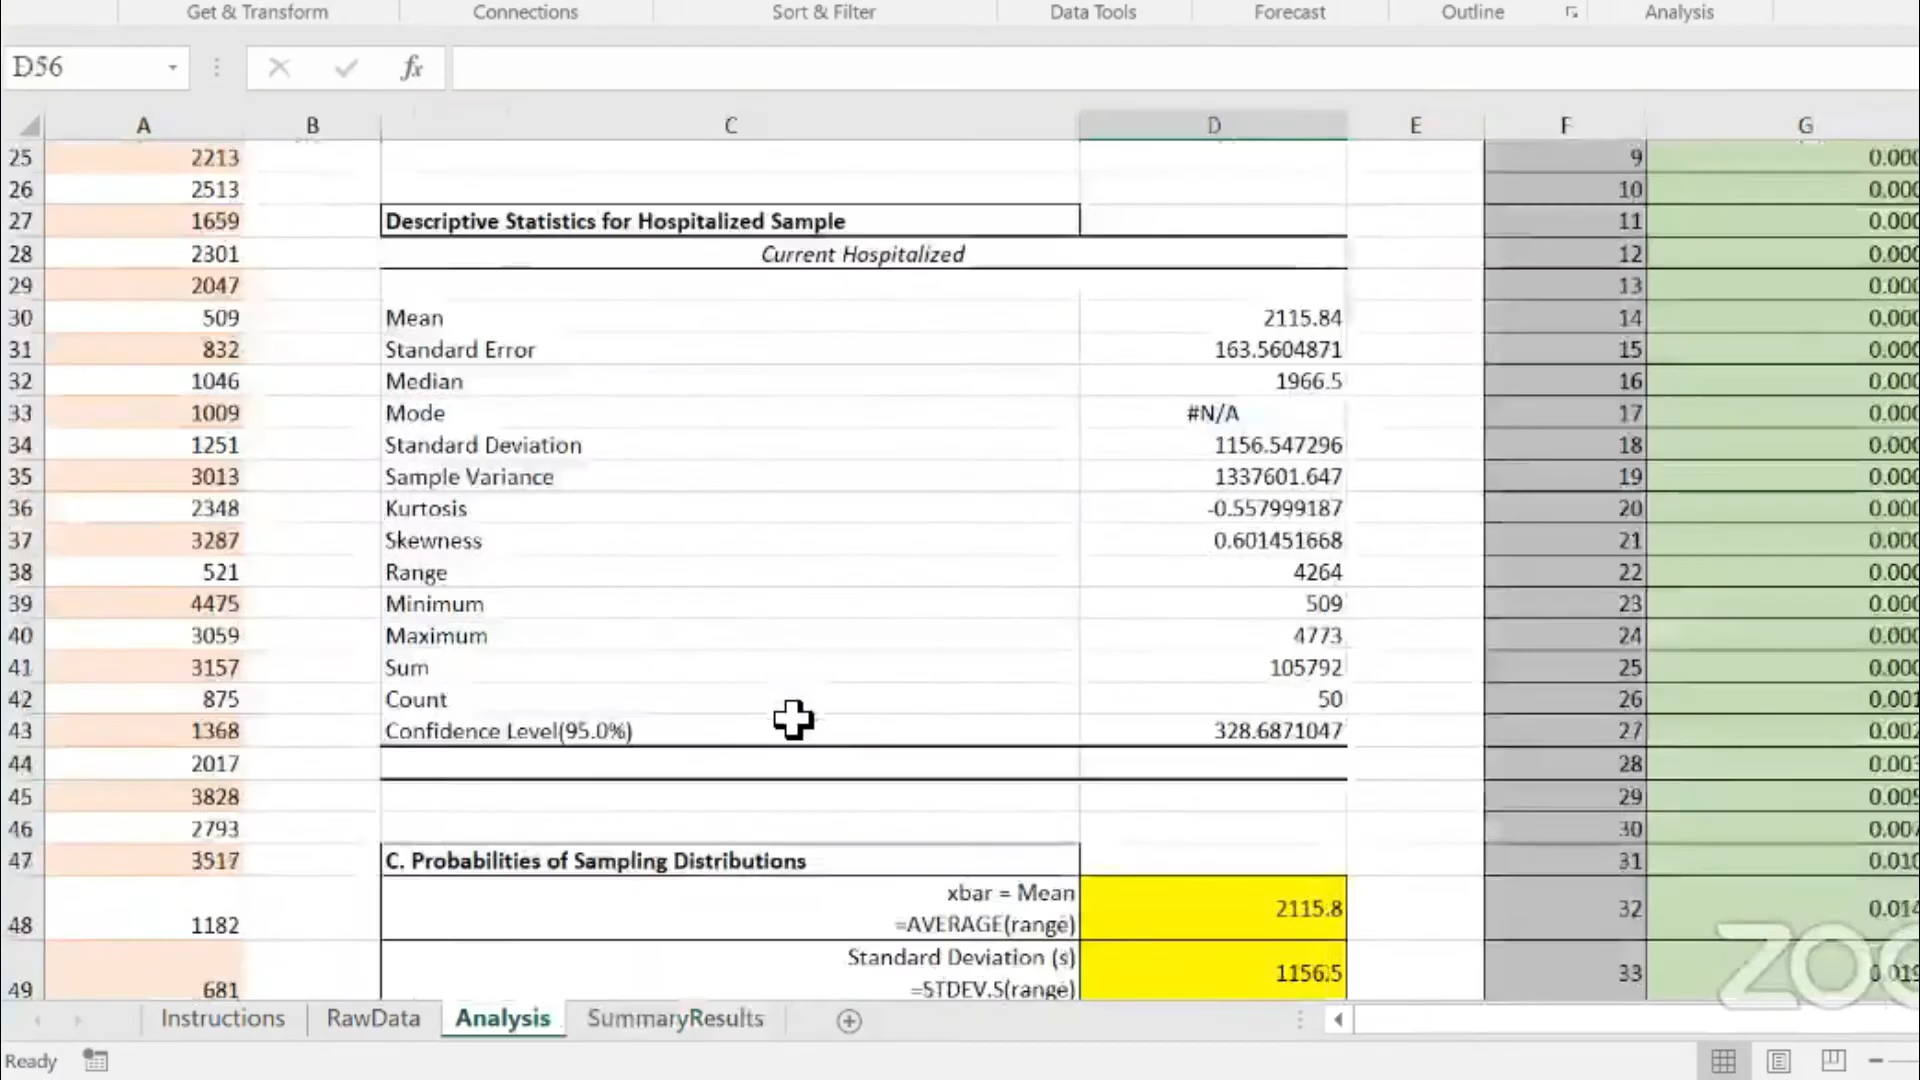 Get & Transform Connections Sort & Filter Data Tools Forecast Outline Analysis
D56 fx
A B C D E F G
25 2213 9 0.000
26 2513 10 0.000
27 1659 Descriptive Statistics for Hospitalized Sample 11 0.000
28 2301 Current Hospitalized 12 0.000
29 2047 13 0.000
30 509 Mean 2115.84 14 0.000
31 832 Standard Error 163.5604871 15 0.000
32 1046 Median 1966.5 16 0.000
33 1009 Mode #N/A 17 0.000
34 1251 Standard Deviation 1156.547296 18 0.000
35 3013 Sample Variance 1337601.647 19 0.000
36 2348 Kurtosis -0.557999187 20 0.000
37 3287 Skewness 0.601451668 21 0.000
38 521 Range 4264 22 0.000
39 4475 Minimum 509 23 0.000
40 3059 Maximum 4773 24 0.000
41 3157 Sum 105792 25 0.000
42 875 Count 50 26 0.001
43 1368 Confidence Level(95.0%) 328.6871047 27 0.002
44 2017 28 0.003
45 3828 29 0.005
46 2793 30 0.007
47 3517 C. Probabilities of Sampling Distributions 31 0.010
xbar = Mean
48 1182 =AVERAGE(range) 2115.8 32 0.014
Standard Deviation (s)
49 681 =STDEV.S(range) 1156.5 33 0.019
Instructions RawData Analysis SummaryResults
Ready